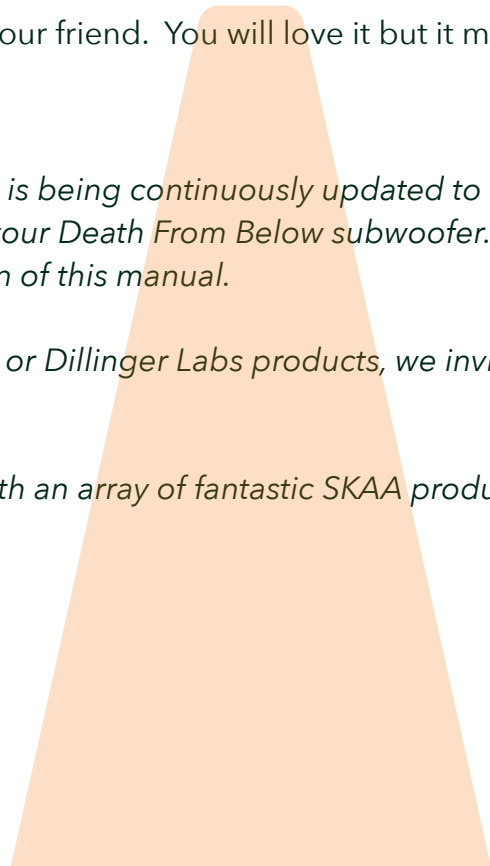 our friend.  You will love it but it m
is being continuously updated to
our Death From Below subwoofer.
n of this manual.
or Dillinger Labs products, we invi
th an array of fantastic SKAA produ